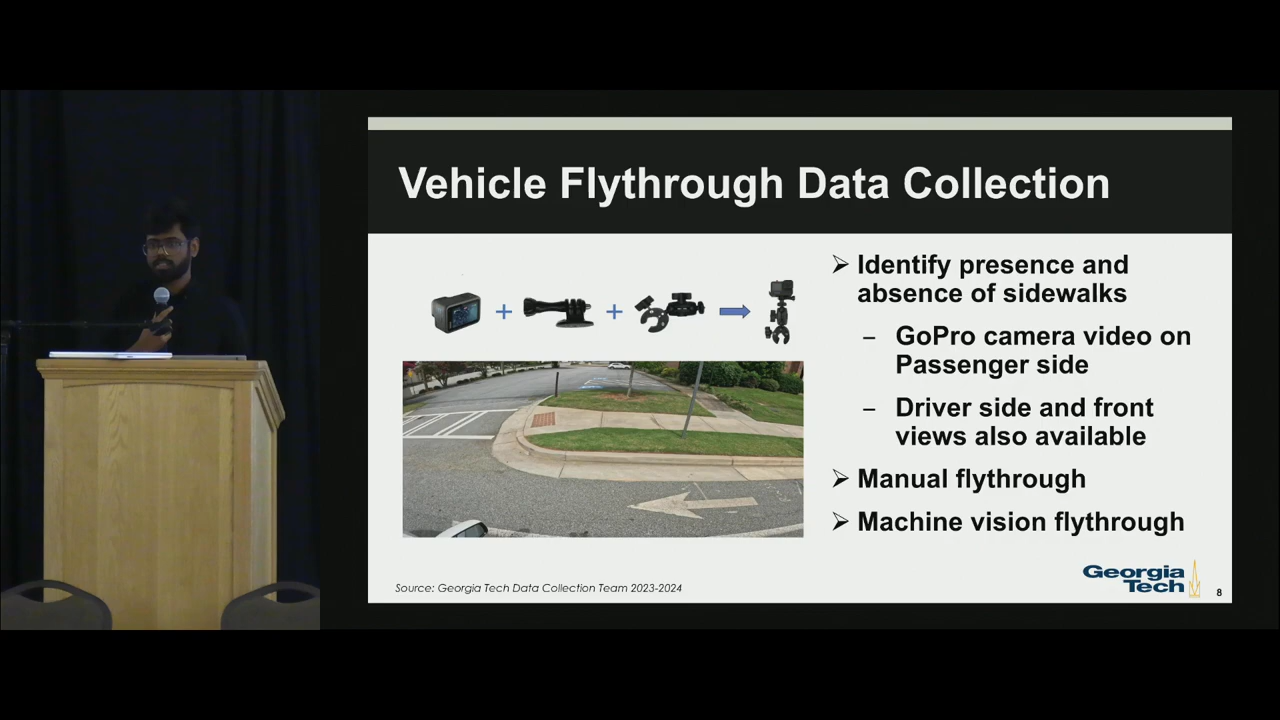 Vehicle Flythrough Data Collection
➢ Identify presence and
absence of sidewalks
– GoPro camera video on
Passenger side
– Driver side and front
views also available
➢ Manual flythrough
➢ Machine vision flythrough
Source: Georgia Tech Data Collection Team 2023-2024
Georgia
Tech
8